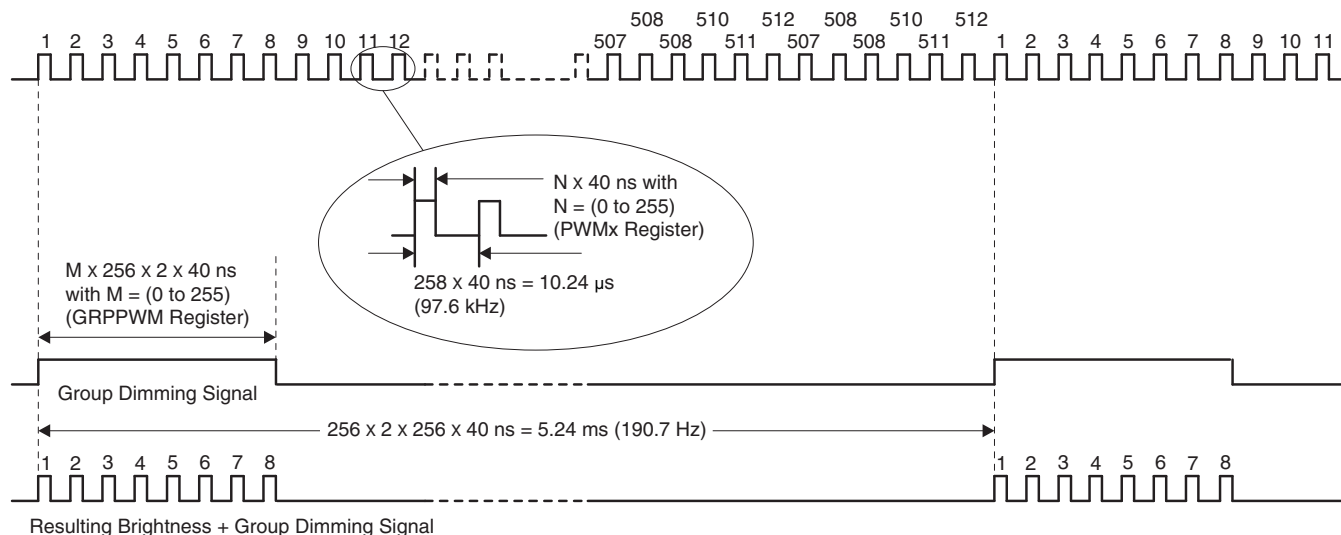 508 510 512 508 510 512
1 2 3 4 5 6 7 8 9 10 11 12 507 508 511 507 508 511 1 2 3 4 5 6 7 8 9 10 11
N x 40 ns with
N = (0 to 255)
(PWMx Register)
258 x 40 ns = 10.24 µs
(97.6 kHz)
M x 256 x 2 x 40 ns
with M = (0 to 255)
(GRPPWM Register)
Group Dimming Signal
256 x 2 x 256 x 40 ns = 5.24 ms (190.7 Hz)
1 2 3 4 5 6 7 8 1 2 3 4 5 6 7 8
Resulting Brightness + Group Dimming Signal